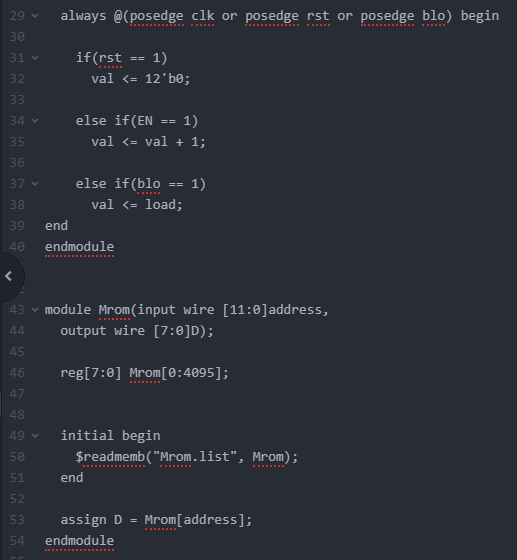 29 always @(posedge clk or posedge rst or posedge blo) begin
30
31 if(rst == 1)
32 val <= 12'b0;
33
34 else if(EN == 1)
35 val <= val + 1;
36
37 else if(blo == 1)
38 val <= load;
39 end
40 endmodule
43 module Mrom(input wire [11:0]address,
44 output wire [7:0]D);
45
46 reg[7:0] Mrom[0:4095];
47
48
49 initial begin
50 $readmemb("Mrom.list", Mrom);
51 end
52
53 assign D = Mrom[address];
54 endmodule